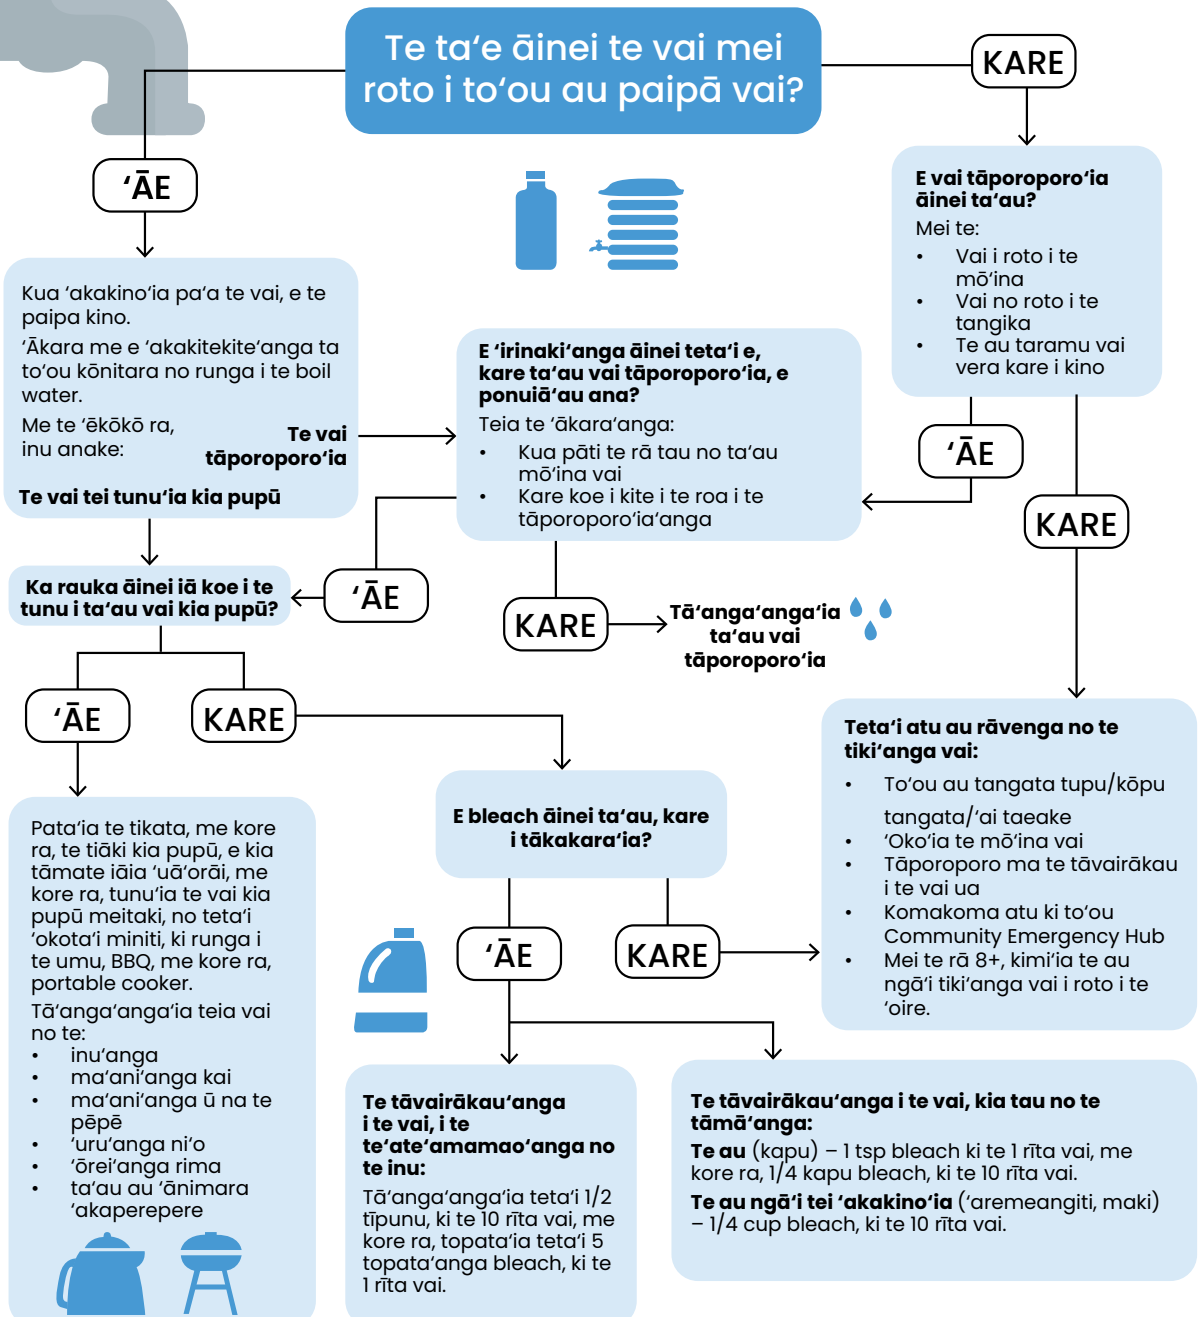 Te ta‘e āinei te vai mei
roto i to‘ou au paipā vai?
KARE
‘ĀE
E vai tāporoporo‘ia
āinei ta‘au?
Mei te:
• Vai i roto i te
mō‘ina
• Vai no roto i te
tangika
• Te au taramu vai
vera kare i kino
Kua ‘akakino‘ia pa‘a te vai, e te
paipa kino.
‘Ākara me e ‘akakitekite‘anga ta
to‘ou kōnitara no runga i te boil
water.
Me te ‘ēkōkō ra,
inu anake:
Te vai
tāporoporo‘ia
Te vai tei tunu‘ia kia pupū
E ‘irinaki‘anga āinei teta‘i e,
kare ta‘au vai tāporoporo‘ia, e
ponuiā‘au ana?
Teia te ‘ākara‘anga:
• Kua pāti te rā tau no ta‘au
mō‘ina vai
• Kare koe i kite i te roa i te
tāporoporo‘ia‘anga
‘ĀE
KARE
Ka rauka āinei iā koe i te
tunu i ta‘au vai kia pupū?
‘ĀE
KARE
Tā‘anga‘anga‘ia
ta‘au vai
tāporoporo‘ia
‘ĀE
KARE
Teta‘i atu au rāvenga no te
tiki‘anga vai:
• To‘ou au tangata tupu/kōpu
tangata/‘ai taeake
• ‘Oko‘ia te mō‘ina vai
• Tāporoporo ma te tāvairākau
i te vai ua
• Komakoma atu ki to‘ou
Community Emergency Hub
• Mei te rā 8+, kimi‘ia te au
ngā‘i tiki‘anga vai i roto i te
‘oire.
E bleach āinei ta‘au, kare
i tākakara‘ia?
‘ĀE
KARE
Pata‘ia te tikata, me kore
ra, te tiāki kia pupū, e kia
tāmate iāia ‘uā‘orāi, me
kore ra, tunu‘ia te vai kia
pupū meitaki, no teta‘i
‘okota‘i miniti, ki runga i
te umu, BBQ, me kore ra,
portable cooker.
Tā‘anga‘anga‘ia teia vai
no te:
• inu‘anga
• ma‘ani‘anga kai
• ma‘ani‘anga ū na te
pēpē
• ‘uru‘anga ni‘o
• ‘ōrei‘anga rima
• ta‘au au ‘ānimara
‘akaperepere
Te tāvairākau‘anga
i te vai, i te
te‘ate‘amamao‘anga no
te inu:
Tā‘anga‘anga‘ia teta‘i 1/2
tīpunu, ki te 10 rīta vai, me
kore ra, topata‘ia teta‘i 5
topata‘anga bleach, ki te
1 rīta vai.
Te tāvairākau‘anga i te vai, kia tau no te
tāmā‘anga:
Te au (kapu) – 1 tsp bleach ki te 1 rīta vai, me
kore ra, 1/4 kapu bleach, ki te 10 rīta vai.
Te au ngā‘i tei ‘akakino‘ia (‘aremeangiti, maki)
– 1/4 cup bleach, ki te 10 rīta vai.